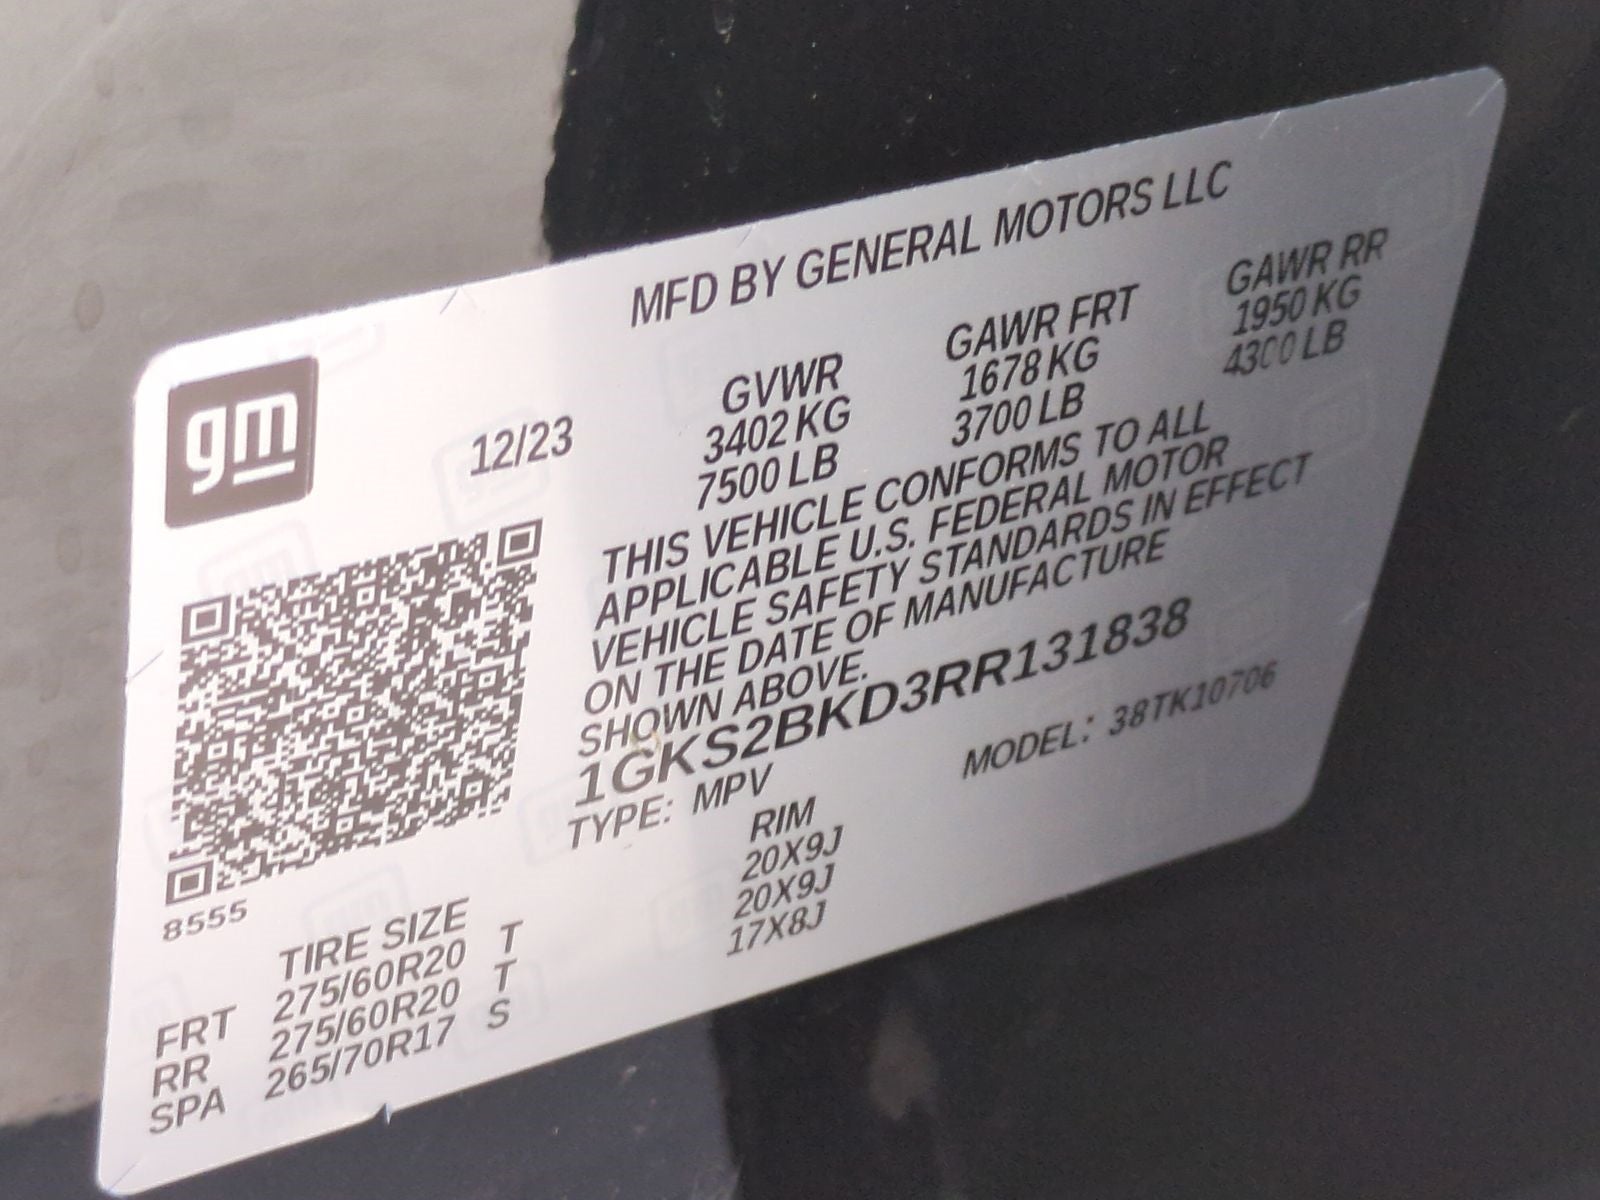 MFD BY GENERAL MOTORS LLC
gm
12/23
GVWR GAWR FRT GAWR RR
3402 KG 1678 KG 1950 KG
7500 LB 3700 LB 4300 LB
THIS VEHICLE CONFORMS TO ALL
APPLICABLE U.S. FEDERAL MOTOR
VEHICLE SAFETY STANDARDS IN EFFECT
ON THE DATE OF MANUFACTURE
SHOWN ABOVE.
1GKS2BKD3RR131838
TYPE: MPV MODEL: 38TK10706
8555
TIRE SIZE RIM
FRT 275/60R20 T 20X9J
RR 275/60R20 T 20X9J
SPA 265/70R17 S 17X8J